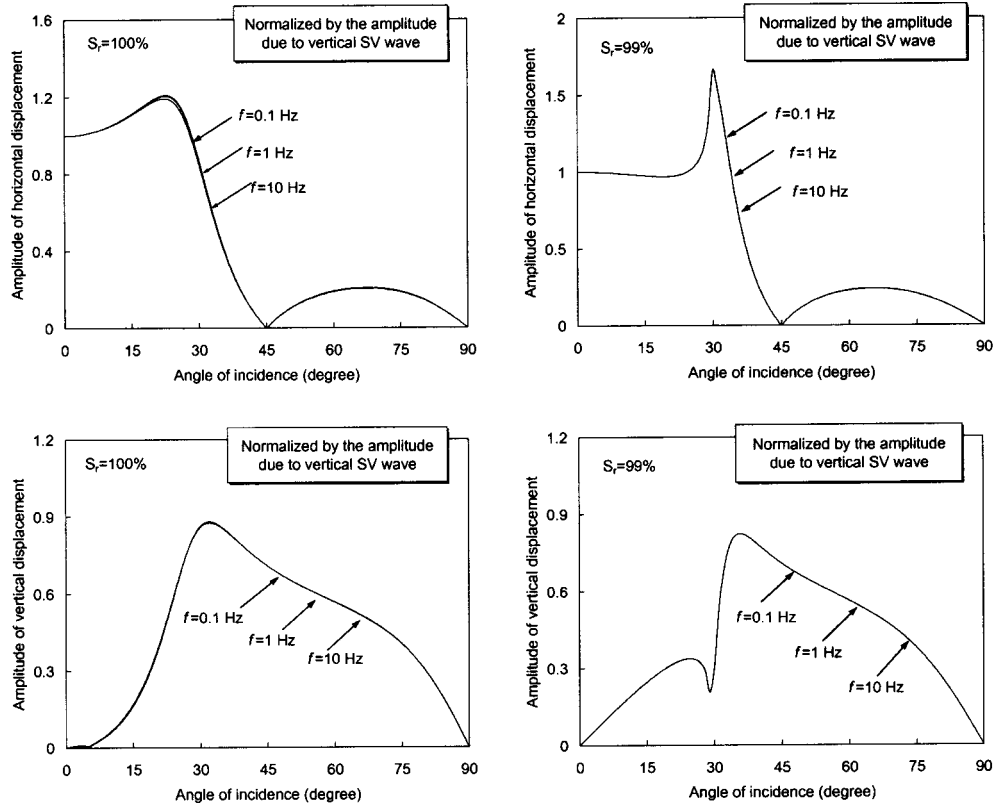 Normalized by the amplitude
due to vertical SV wave
Sr=100%
f=0.1 Hz
f=1 Hz
f=10 Hz
Amplitude of horizontal displacement
1.6
1.2
0.8
0.4
0
0 15 30 45 60 75 90
Angle of incidence (degree)
Normalized by the amplitude
due to vertical SV wave
Sr=99%
f=0.1 Hz
f=1 Hz
f=10 Hz
Amplitude of horizontal displacement
2
1.5
1
0.5
0
0 15 30 45 60 75 90
Angle of incidence (degree)
Normalized by the amplitude
due to vertical SV wave
Sr=100%
f=0.1 Hz
f=1 Hz
f=10 Hz
Amplitude of vertical displacement
1.2
0.9
0.6
0.3
0
0 15 30 45 60 75 90
Angle of incidence (degree)
Normalized by the amplitude
due to vertical SV wave
Sr=99%
f=0.1 Hz
f=1 Hz
f=10 Hz
Amplitude of vertical displacement
1.2
0.9
0.6
0.3
0
0 15 30 45 60 75 90
Angle of incidence (degree)